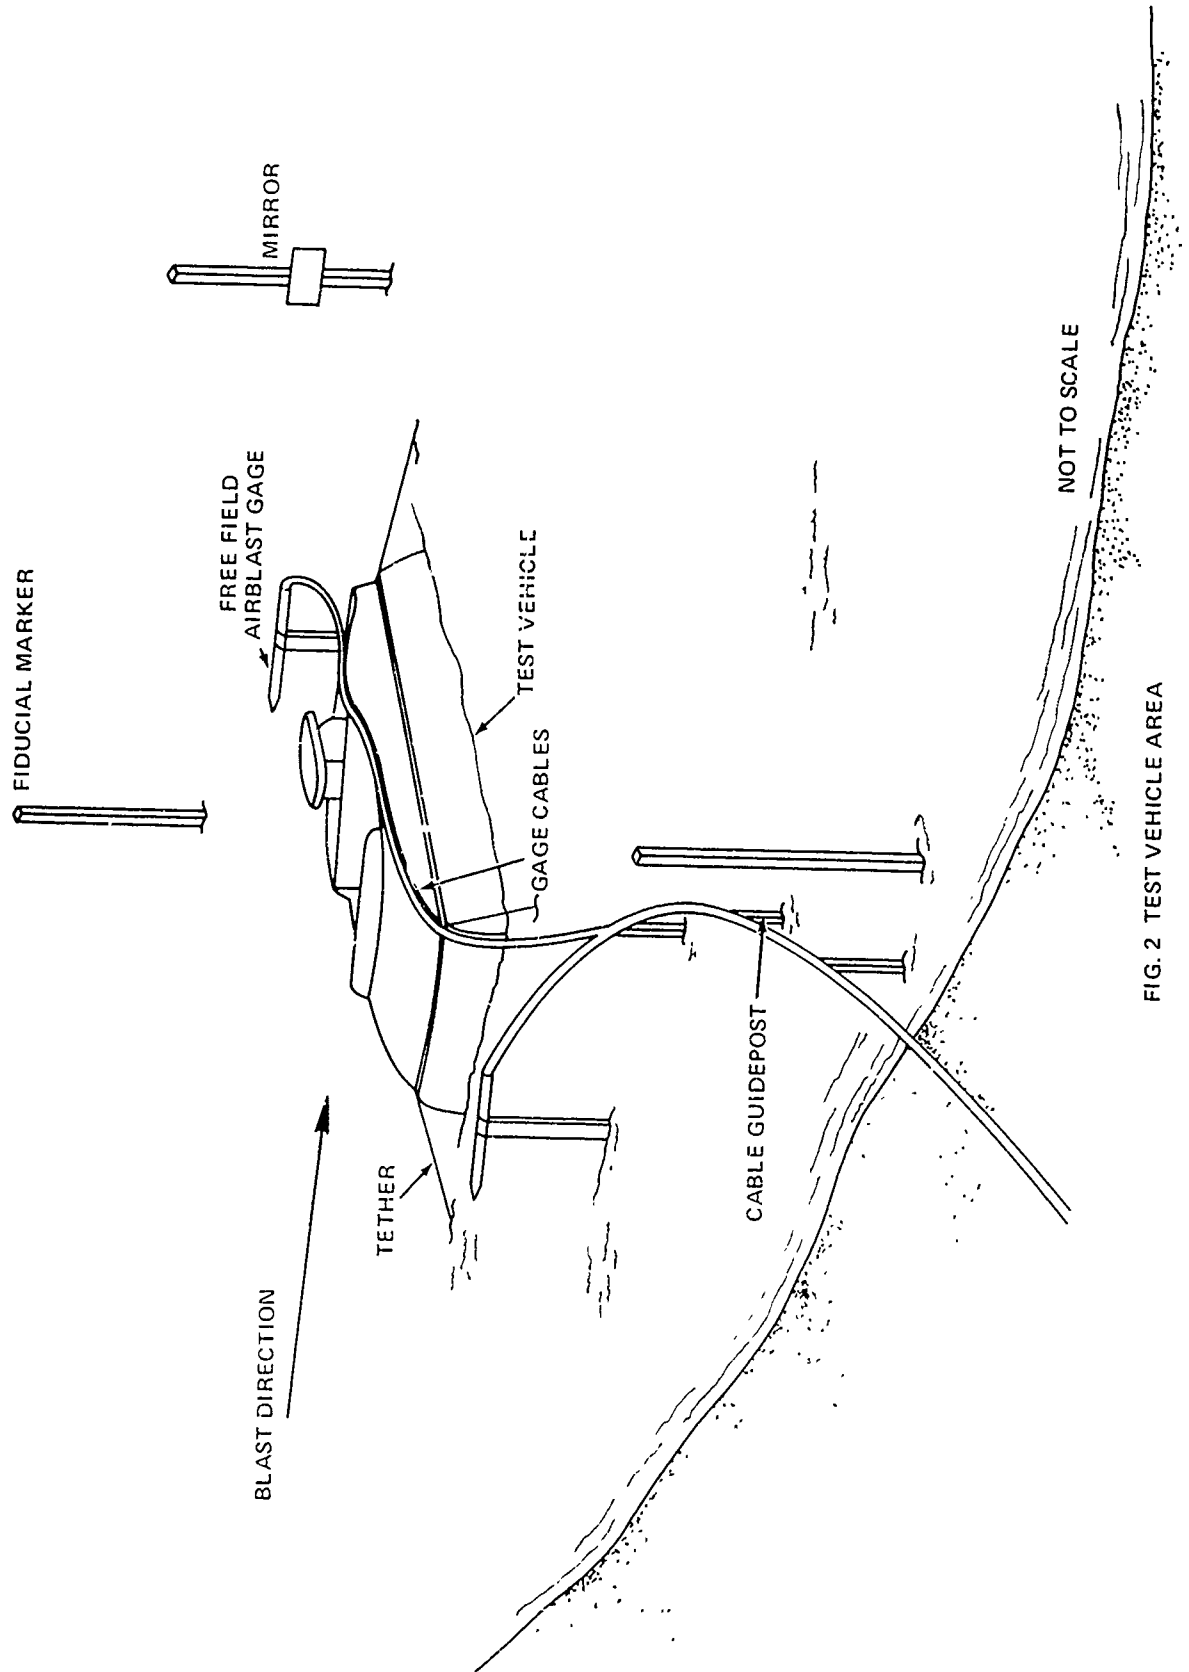 FIDUCIAL MARKER
MIRROR
FREE FIELD
AIRBLAST GAGE
BLAST DIRECTION
TETHER
TEST VEHICLE
GAGE CABLES
CABLE GUIDEPOST
NOT TO SCALE
FIG. 2 TEST VEHICLE AREA